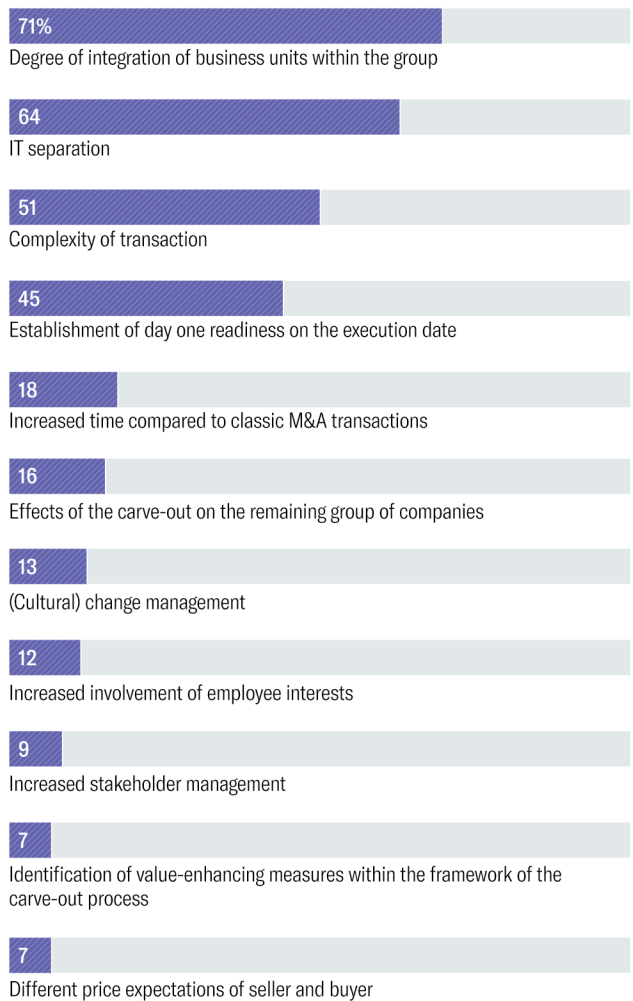 71%
Degree of integration of business units within the group
64
IT separation
51
Complexity of transaction
45
Establishment of day one readiness on the execution date
18
Increased time compared to classic M&A transactions
16
Effects of the carve-out on the remaining group of companies
13
(Cultural) change management
12
Increased involvement of employee interests
9
Increased stakeholder management
7
Identification of value-enhancing measures within the framework of the
carve-out process
7
Different price expectations of seller and buyer